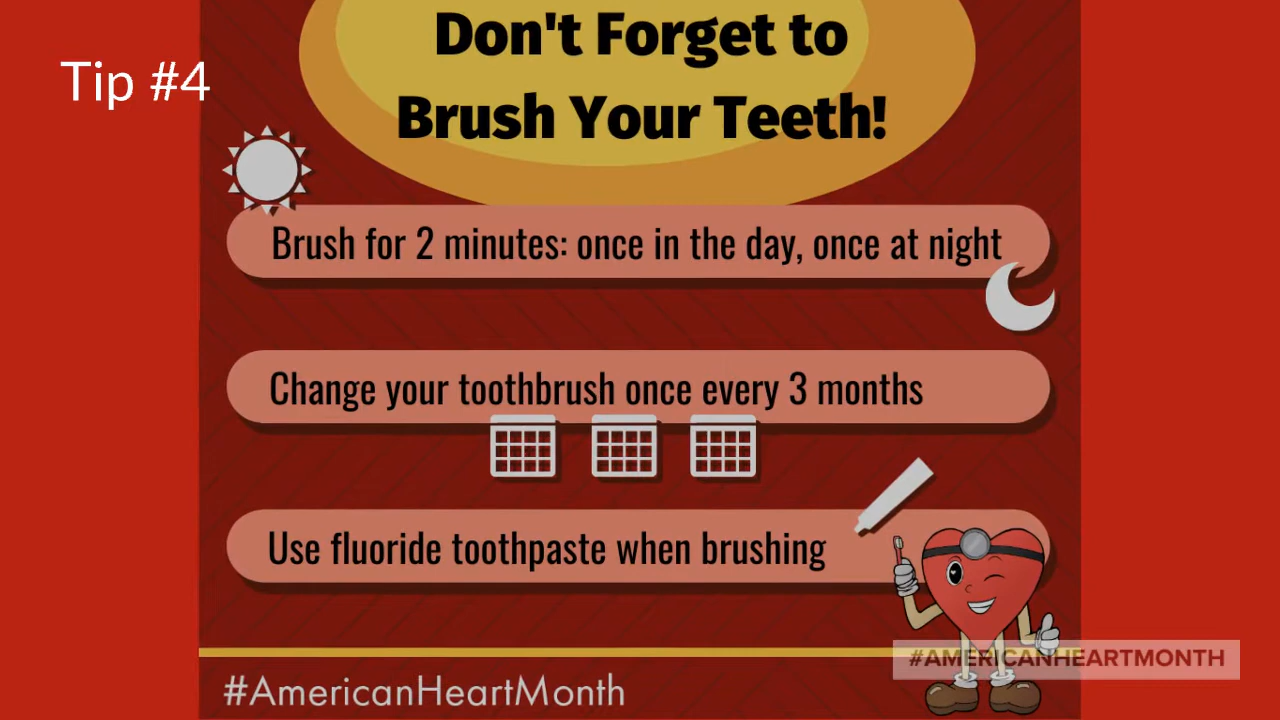 Tip #4
Don't Forget to
Brush Your Teeth!
Brush for 2 minutes: once in the day, once at night
Change your toothbrush once every 3 months
Use fluoride toothpaste when brushing
#AMERICANHEARTMONTH
#AmericanHeartMonth